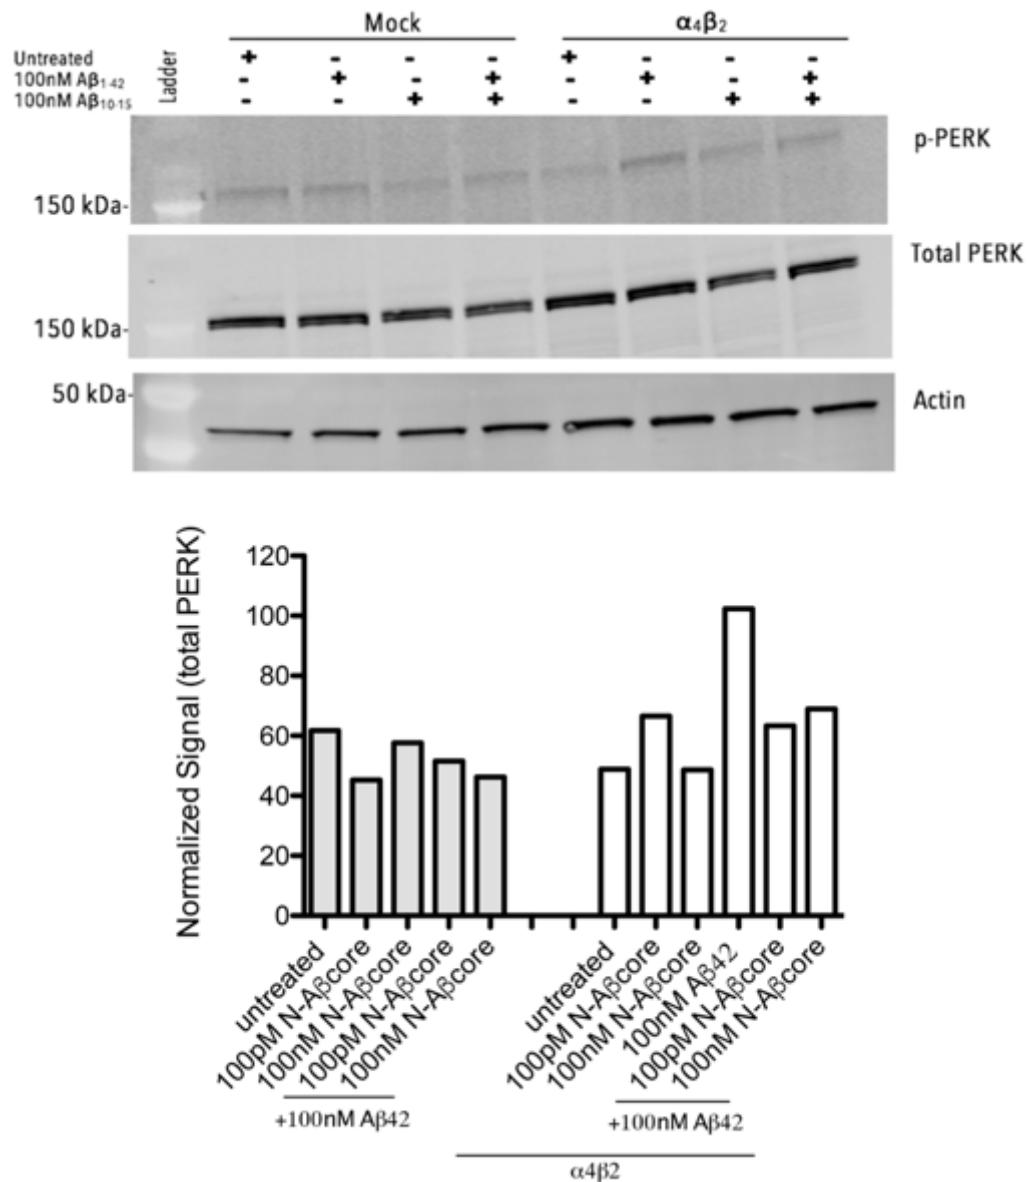 Mock α₄β₂
Ladder
Untreated + - - - + - - -
100nM Aβ₁₋₄₂ - + - + - + - +
100nM Aβ₁₀₋₁₅ - - + + - - + +
p-PERK
150 kDa-
Total PERK
150 kDa-
50 kDa-
Actin
Normalized Signal (total PERK)
120
100
80
60
40
20
0
untreated
100pM N-Aβcore
100nM N-Aβcore
100pM N-Aβcore
100nM N-Aβcore
untreated
100pM N-Aβcore
100nM N-Aβcore
100nM Aβ42
100pM N-Aβcore
100nM N-Aβcore
+100nM Aβ42 +100nM Aβ42
α4β2